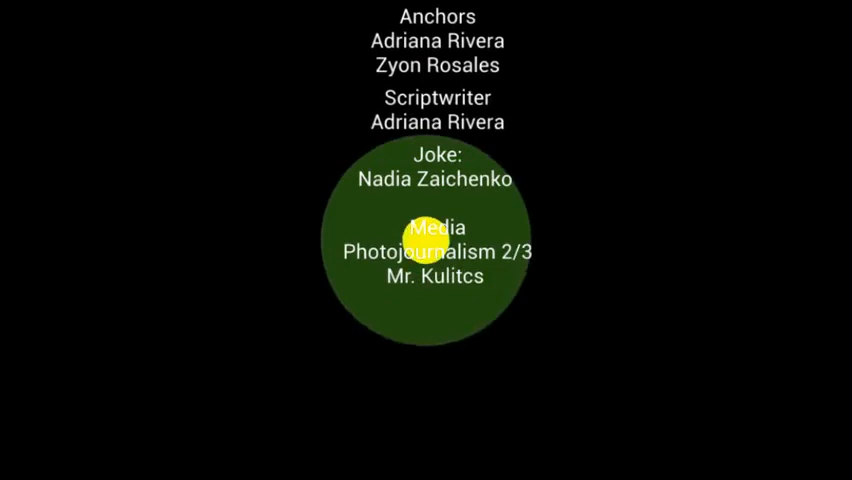 Anchors
Adriana Rivera
Zyon Rosales
Scriptwriter
Adriana Rivera
Joke:
Nadia Zaichenko
Media
Photojournalism 2/3
Mr. Kulitcs